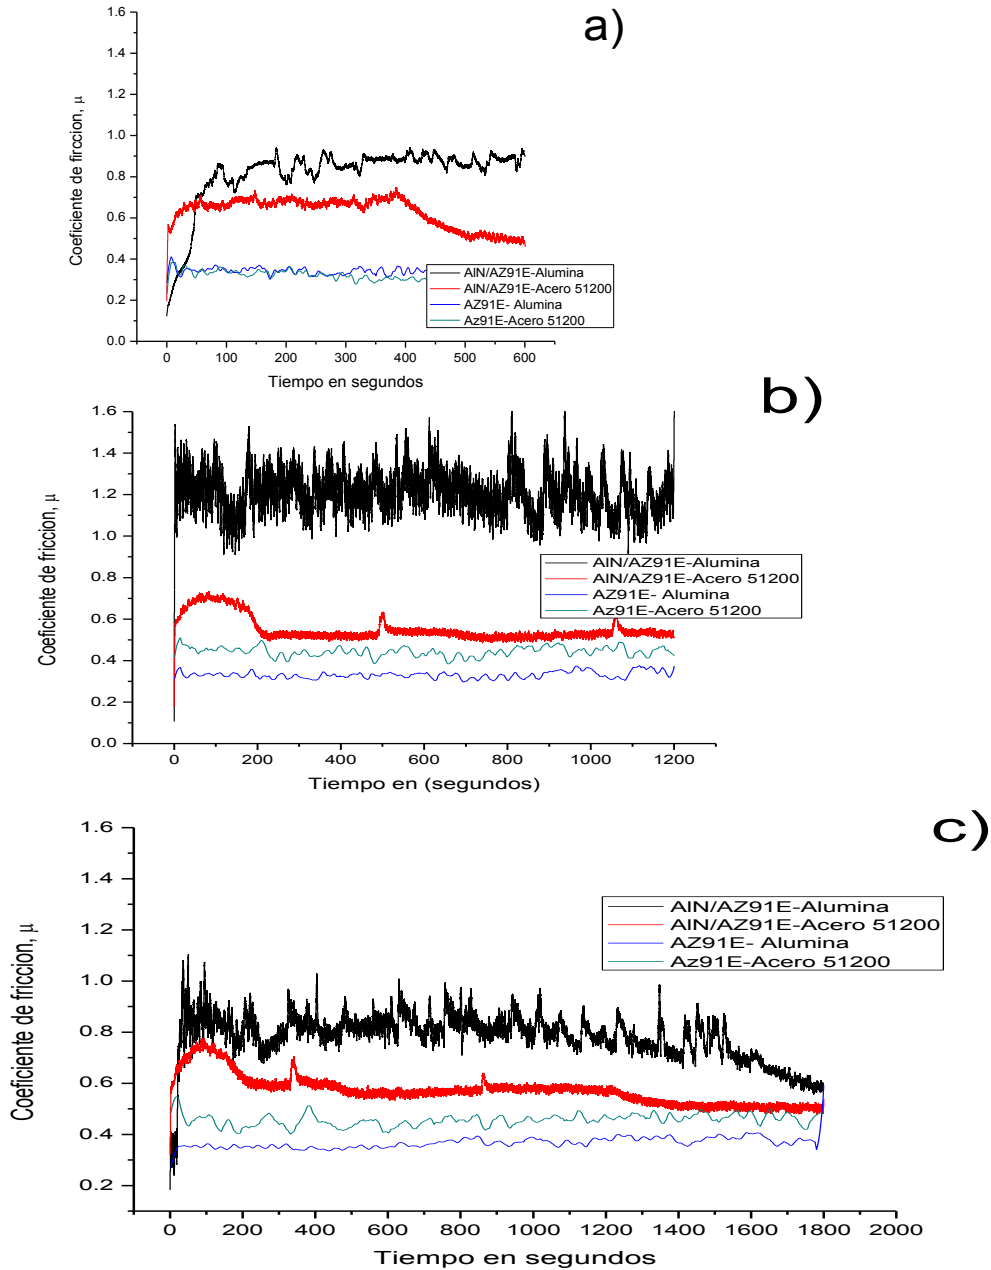 a)
Coeficiente de firccion, μ
1.6
1.4
1.2
1.0
0.8
0.6
0.4
0.2
0.0
AlN/AZ91E-Alumina
AlN/AZ91E-Acero 51200
AZ91E- Alumina
Az91E-Acero 51200
0 100 200 300 400 500 600
Tiempo en segundos
b)
Coeficiente de friccion, μ
1.6
1.4
1.2
1.0
0.8
0.6
0.4
0.2
0.0
AlN/AZ91E-Alumina
AlN/AZ91E-Acero 51200
AZ91E- Alumina
Az91E-Acero 51200
0 200 400 600 800 1000 1200
Tiempo en (segundos)
c)
Coeficiente de friccion, μ
1.6
1.4
1.2
1.0
0.8
0.6
0.4
0.2
AlN/AZ91E-Alumina
AlN/AZ91E-Acero 51200
AZ91E- Alumina
Az91E-Acero 51200
0 200 400 600 800 1000 1200 1400 1600 1800 2000
Tiempo en segundos